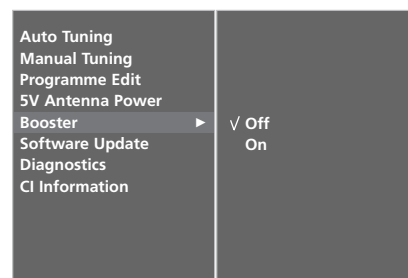 Auto Tuning
Manual Tuning
Programme Edit
5V Antenna Power
Booster ►
Software Update
Diagnostics
CI Information
√ Off
On